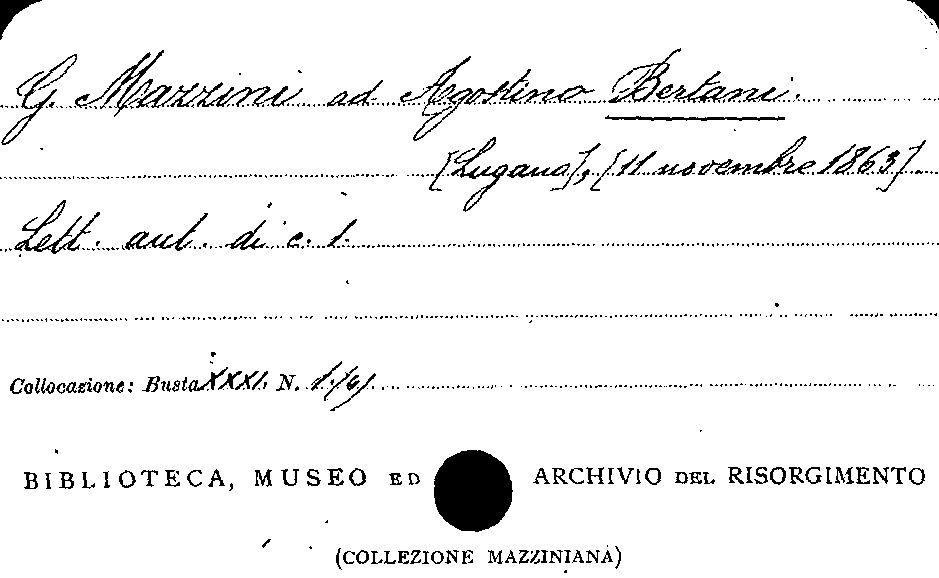 G. Mazzini ad Agostino Bertani.
[Lugano], [11 novembre 1863].
Lett. aut. di c. 1.
Collocazione: Busta XXXI. N. 1./9/
BIBLIOTECA, MUSEO ED ARCHIVIO DEL RISORGIMENTO
(COLLEZIONE MAZZINIANA)